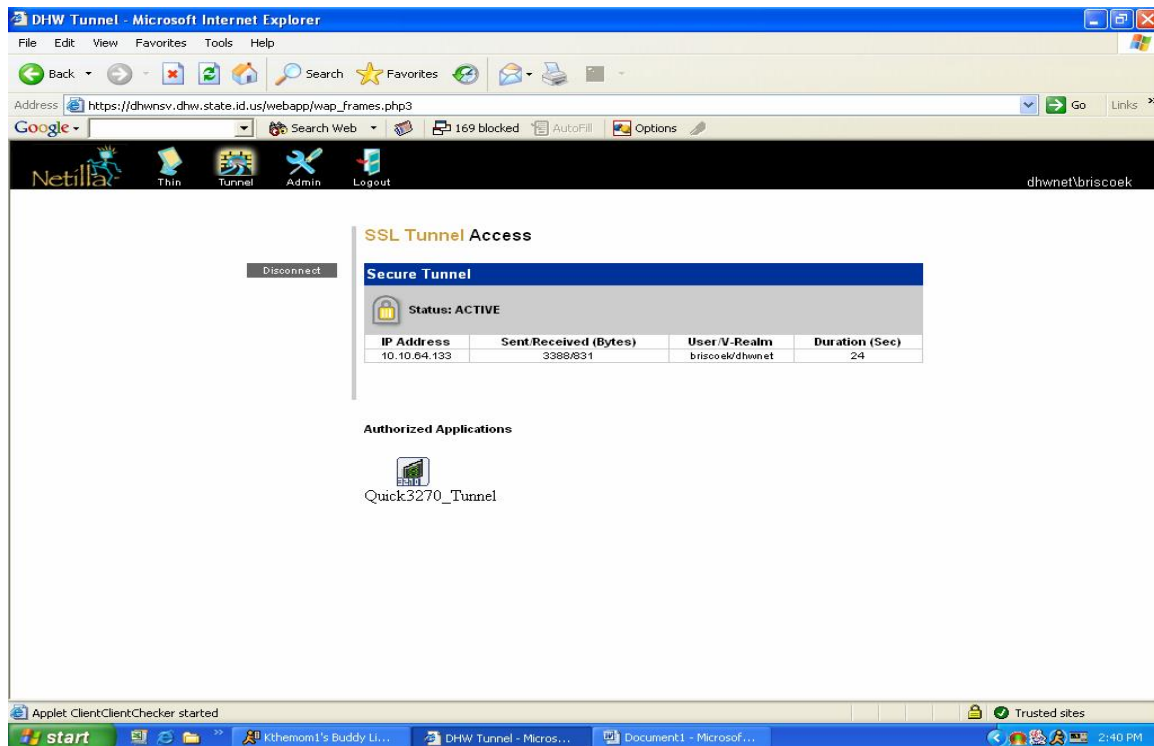 DHW Tunnel - Microsoft Internet Explorer
File Edit View Favorites Tools Help
Back Search Favorites
Address https://dhwnsv.dhw.state.id.us/webapp/wap_frames.php3 Go Links »
Google Search Web 169 blocked AutoFill Options
Netilla Thin Tunnel Admin Logout dhwnet\briscoek
SSL Tunnel Access
Disconnect
Secure Tunnel
Status: ACTIVE
IP Address Sent/Received (Bytes) User/V-Realm Duration (Sec)
10.10.64.133 3388/831 briscoek/dhwnet 24
Authorized Applications
Quick3270_Tunnel
Applet ClientClientChecker started Trusted sites
start » Kthemom1's Buddy Li... DHW Tunnel - Micros... Document1 - Microsof... 2:40 PM